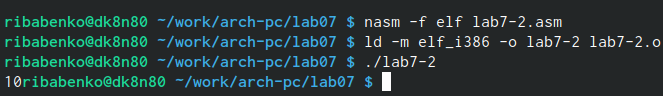 ribabenko@dk8n80 ~/work/arch-pc/lab07 $ nasm -f elf lab7-2.asm
ribabenko@dk8n80 ~/work/arch-pc/lab07 $ ld -m elf_i386 -o lab7-2 lab7-2.o
ribabenko@dk8n80 ~/work/arch-pc/lab07 $ ./lab7-2
10ribabenko@dk8n80 ~/work/arch-pc/lab07 $